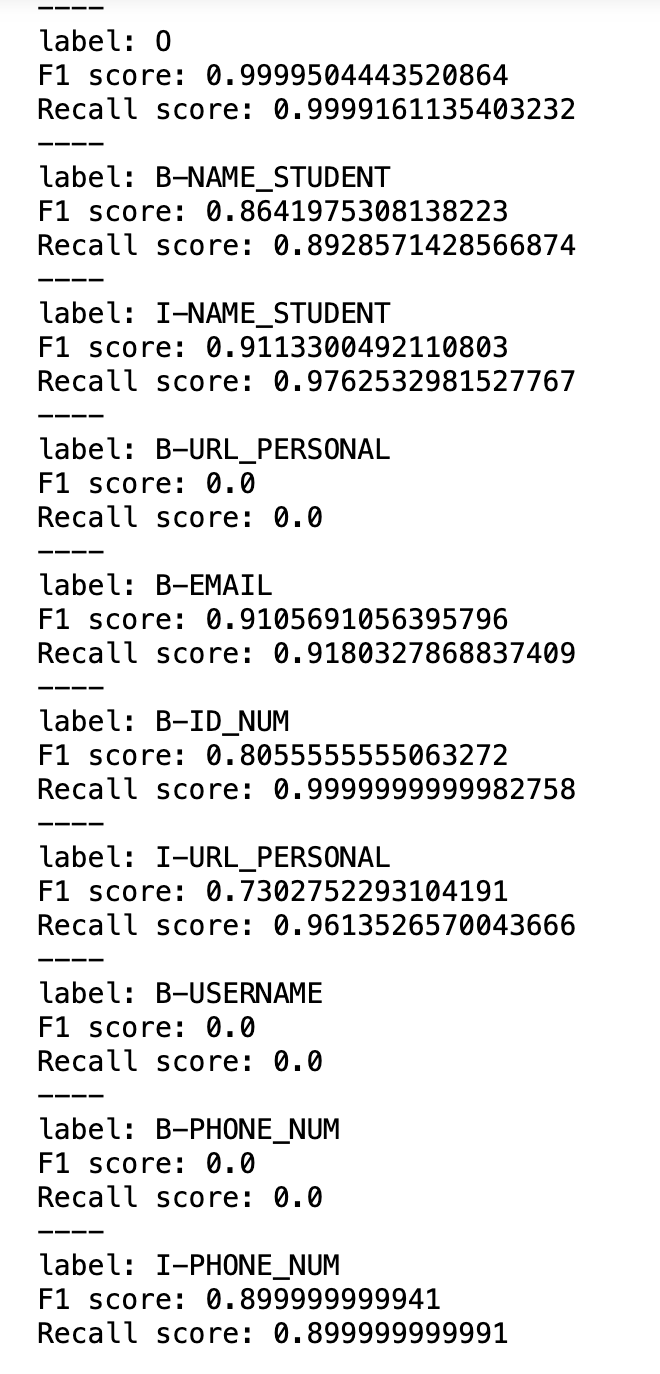 ----
label: O
F1 score: 0.9999504443520864
Recall score: 0.9999161135403232
----
label: B-NAME_STUDENT
F1 score: 0.8641975308138223
Recall score: 0.8928571428566874
----
label: I-NAME_STUDENT
F1 score: 0.9113300492110803
Recall score: 0.9762532981527767
----
label: B-URL_PERSONAL
F1 score: 0.0
Recall score: 0.0
----
label: B-EMAIL
F1 score: 0.9105691056395796
Recall score: 0.9180327868837409
----
label: B-ID_NUM
F1 score: 0.8055555555063272
Recall score: 0.9999999999982758
----
label: I-URL_PERSONAL
F1 score: 0.7302752293104191
Recall score: 0.9613526570043666
----
label: B-USERNAME
F1 score: 0.0
Recall score: 0.0
----
label: B-PHONE_NUM
F1 score: 0.0
Recall score: 0.0
----
label: I-PHONE_NUM
F1 score: 0.899999999941
Recall score: 0.899999999991